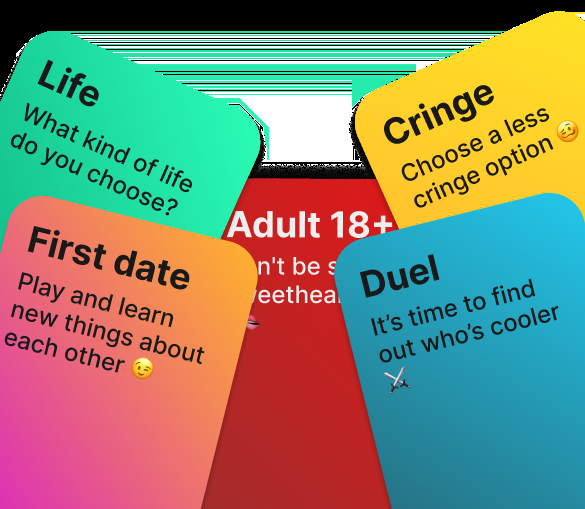 Life
What kind of life
do you choose?
Cringe
Choose a less
cringe option 🥴
Adult 18+
be
First date
Play and learn
new things about
each other 😉
Duel
It’s time to find
out who’s cooler
⚔️